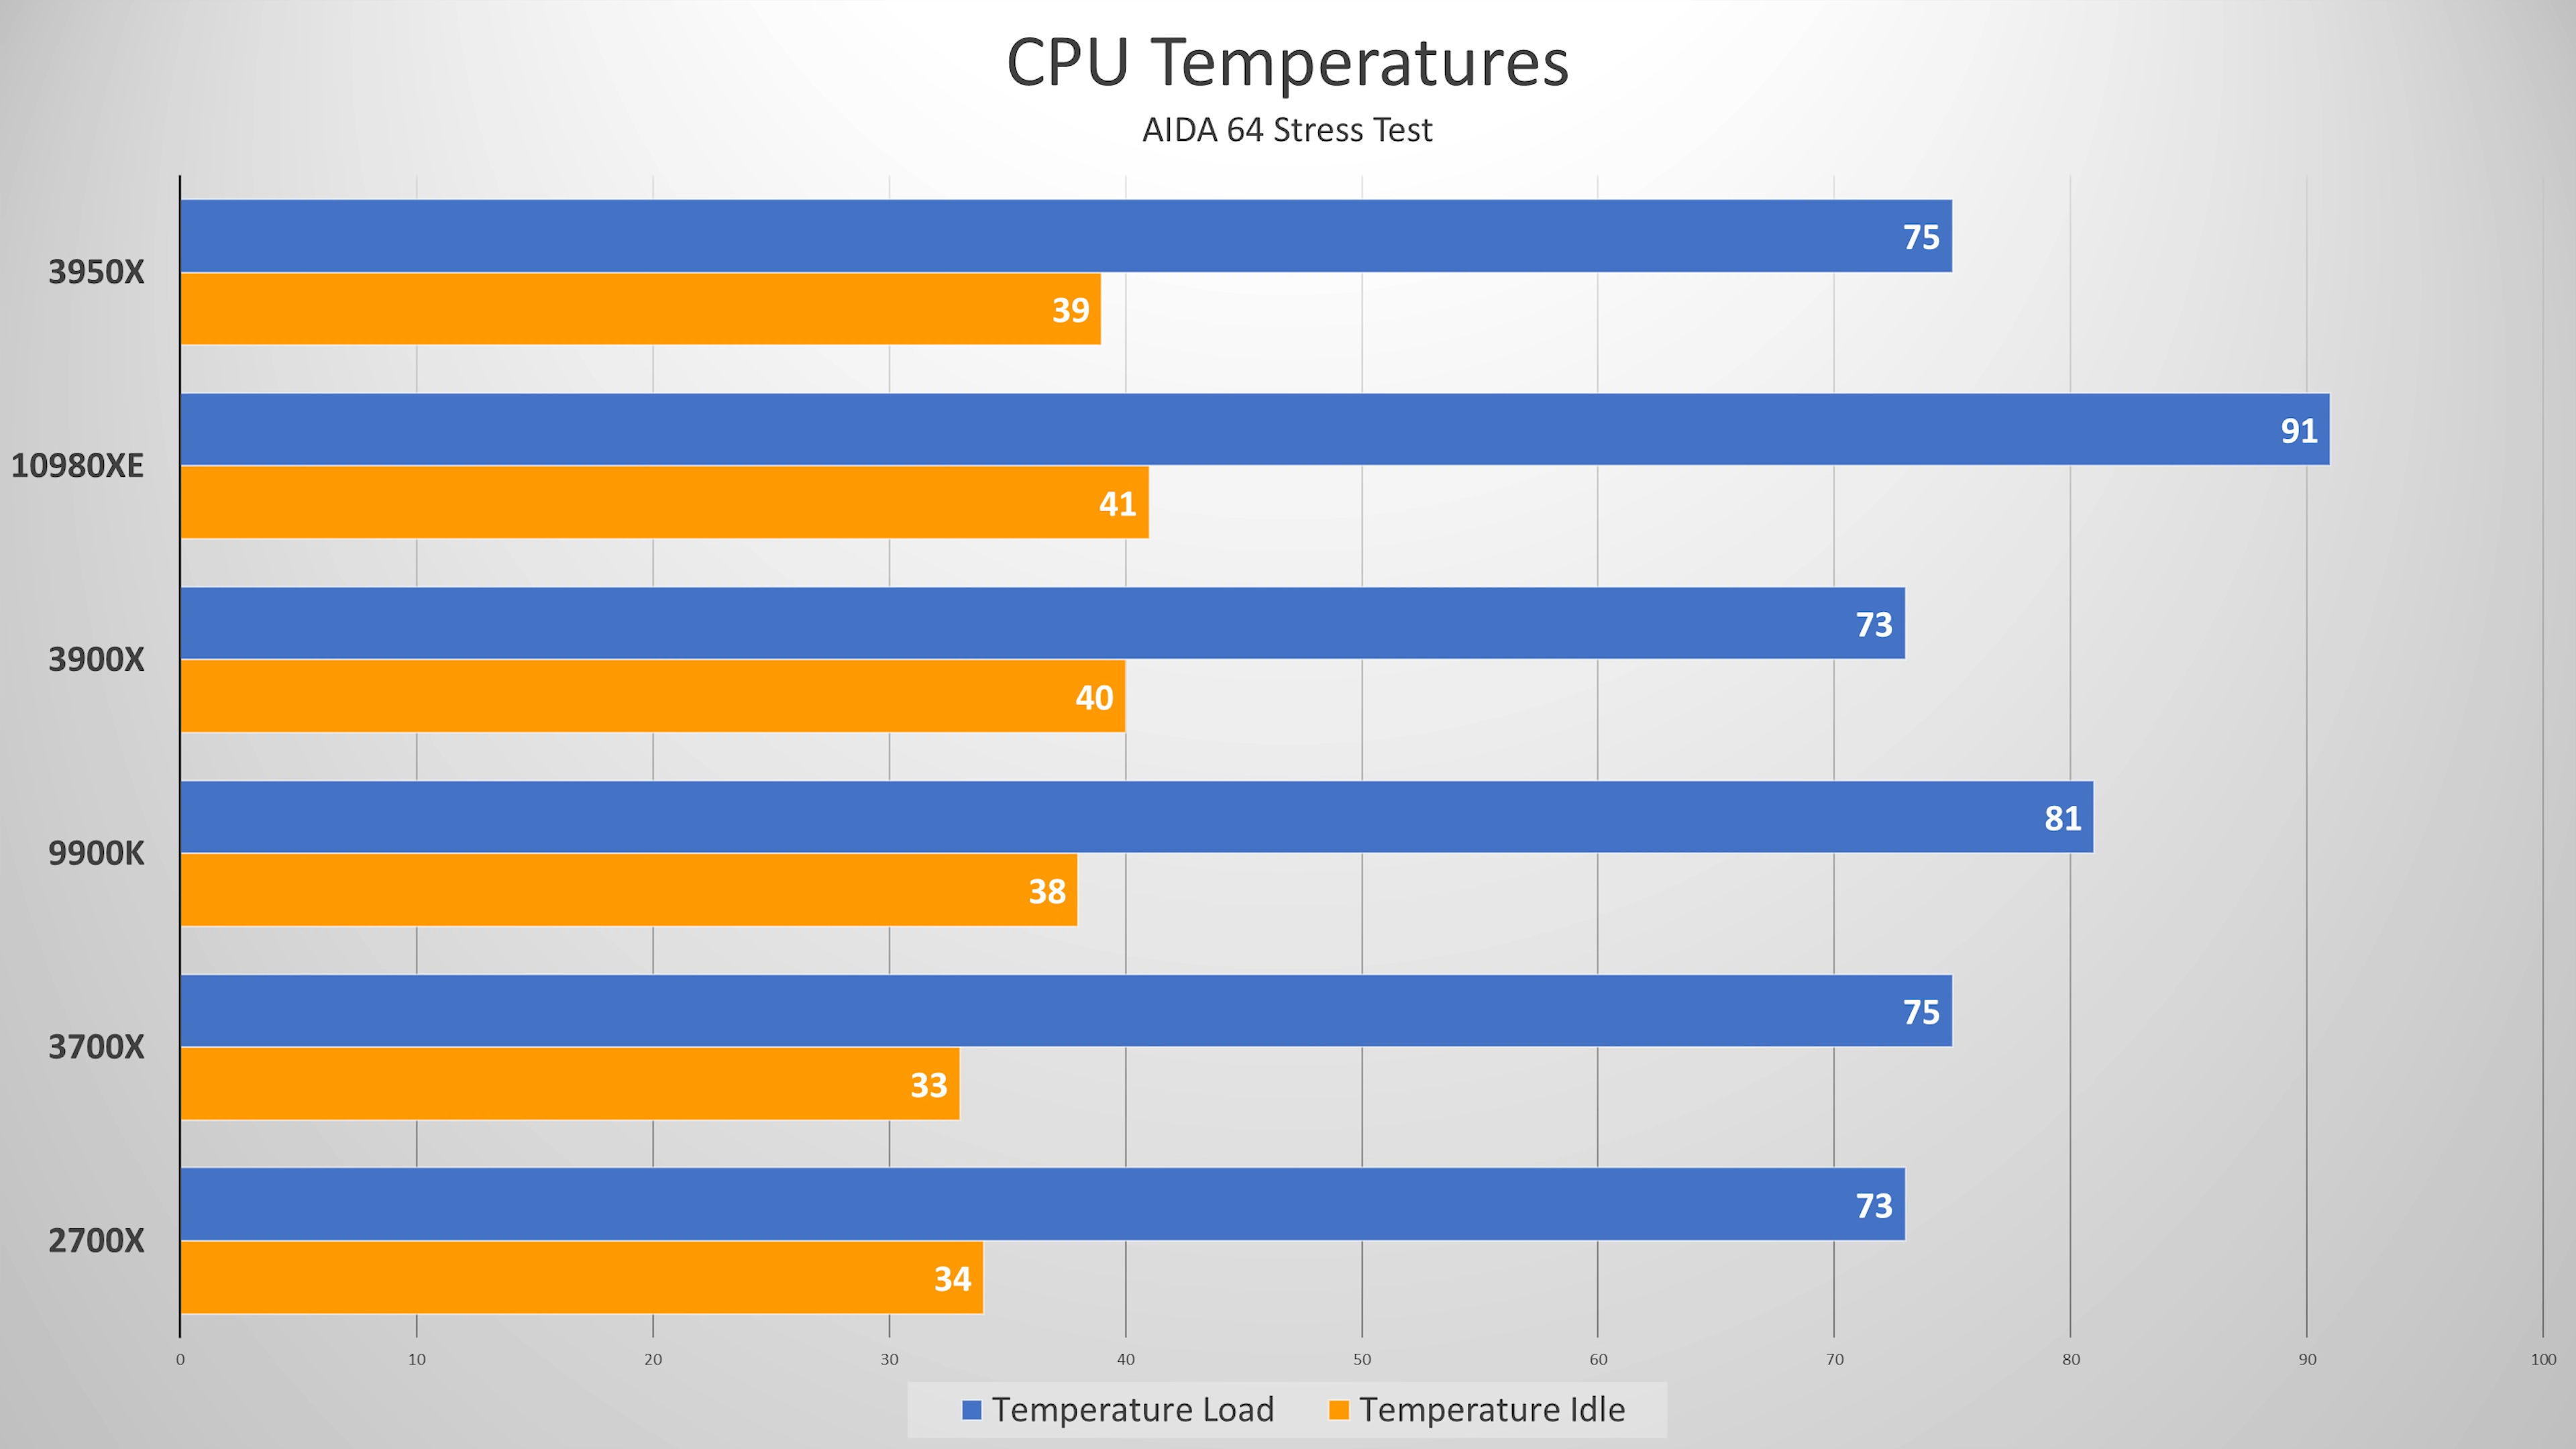 CPU Temperatures
AIDA 64 Stress Test
75
3950X
39
91
10980XE
41
73
3900X
40
81
9900K
38
75
3700X
33
73
2700X
34
0 10 20 30 40 50 60 70 80 90 100
Temperature Load Temperature Idle